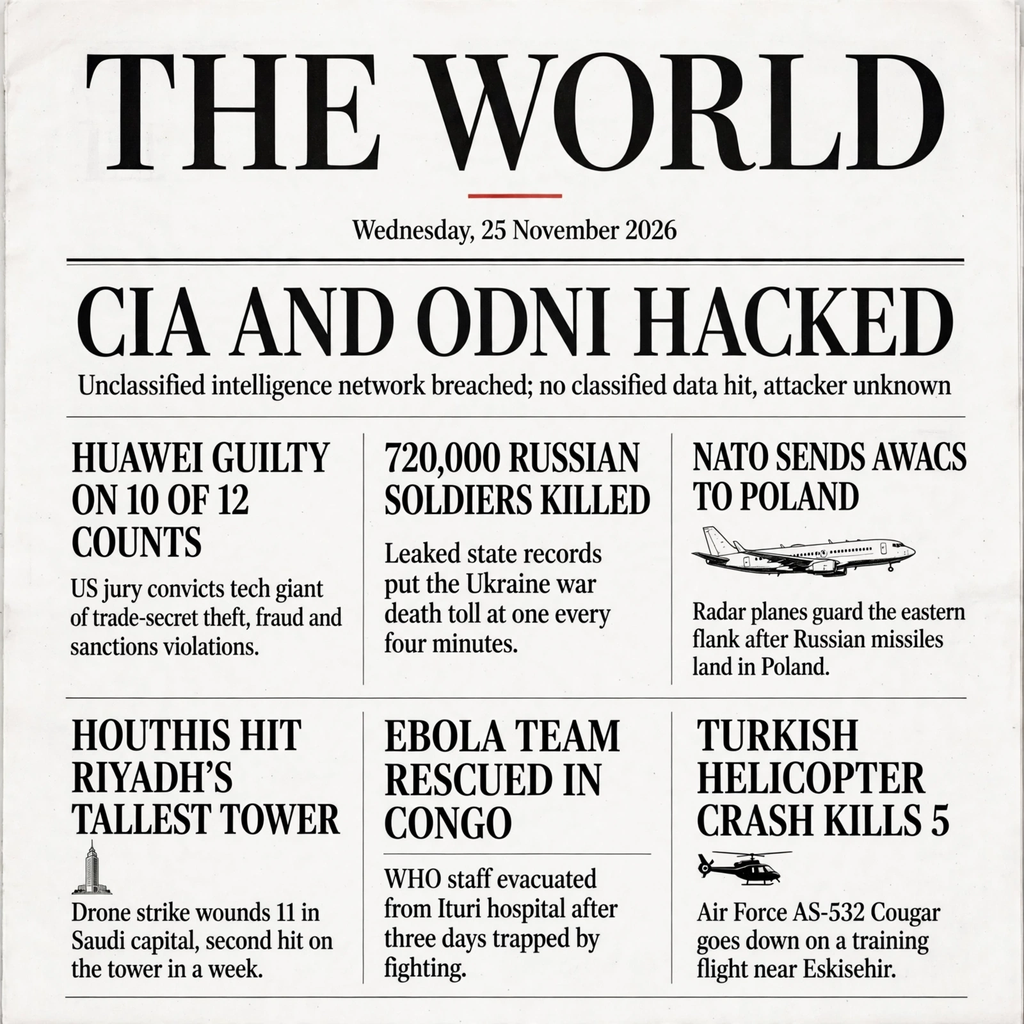 THE WORLD
Wednesday, 25 November 2026
CIA AND ODNI HACKED
Unclassified intelligence network breached; no classified data hit, attacker unknown
HUAWEI GUILTY
ON 10 OF 12
COUNTS
US jury convicts tech giant
of trade-secret theft, fraud and
sanctions violations.
720,000 RUSSIAN
SOLDIERS KILLED
Leaked state records
put the Ukraine war
death toll at one every
four minutes.
NATO SENDS AWACS
TO POLAND
Radar planes guard the eastern
flank after Russian missiles
land in Poland.
HOUTHIS HIT
RIYADH'S
TALLEST TOWER
Drone strike wounds 11 in
Saudi capital, second hit on
the tower in a week.
EBOLA TEAM
RESCUED IN
CONGO
WHO staff evacuated
from Ituri hospital after
three days trapped by
fighting.
TURKISH
HELICOPTER
CRASH KILLS 5
Air Force AS-532 Cougar
goes down on a training
flight near Eskisehir.